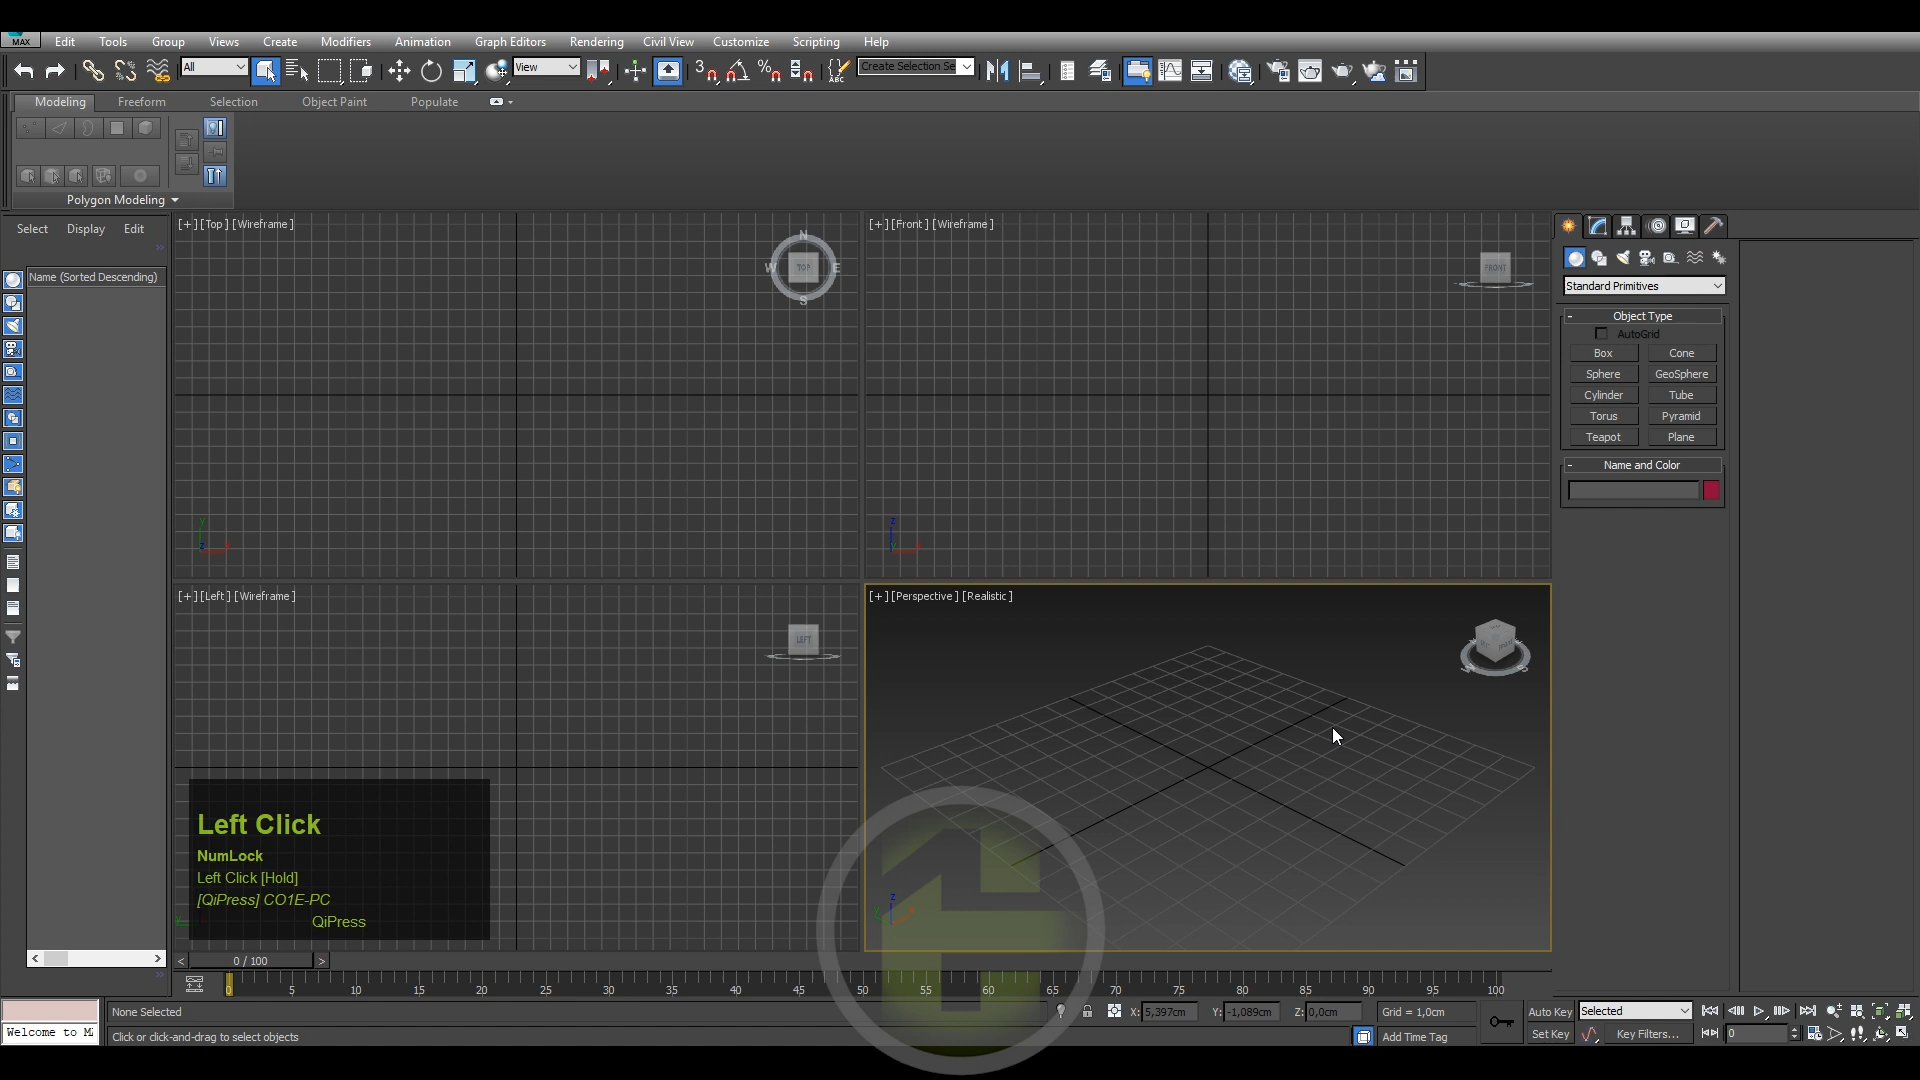 MAX Edit Tools Group Views Create Modifiers Animation Graph Editors Rendering Civil View Customize Scripting Help
All View 3 ABC Create Selection Se
Modeling Freeform Selection Object Paint Populate
Polygon Modeling
Select Display Edit
Name (Sorted Descending)
[+] [Top] [Wireframe]
N
W TOP E
S
y
z x
[+] [Front] [Wireframe]
FRONT
z
y x
[+] [Left] [Wireframe]
LEFT
[+] [Perspective] [Realistic]
W S
z
y x
Standard Primitives
- Object Type
AutoGrid
Box Cone
Sphere GeoSphere
Cylinder Tube
Torus Pyramid
Teapot Plane
- Name and Color
Left Click
NumLock
Left Click [Hold]
[QiPress] CO1E-PC
y QiPress
< >
< 0 / 100 >
0 5 10 15 20 25 30 35 40 45 50 55 60 65 70 75 80 85 90 95 100
None Selected X: 5,397cm Y: -1,089cm Z: 0,0cm Grid = 1,0cm Auto Key Selected
Welcome to Click or click-and-drag to select objects Add Time Tag Set Key Key Filters... 0